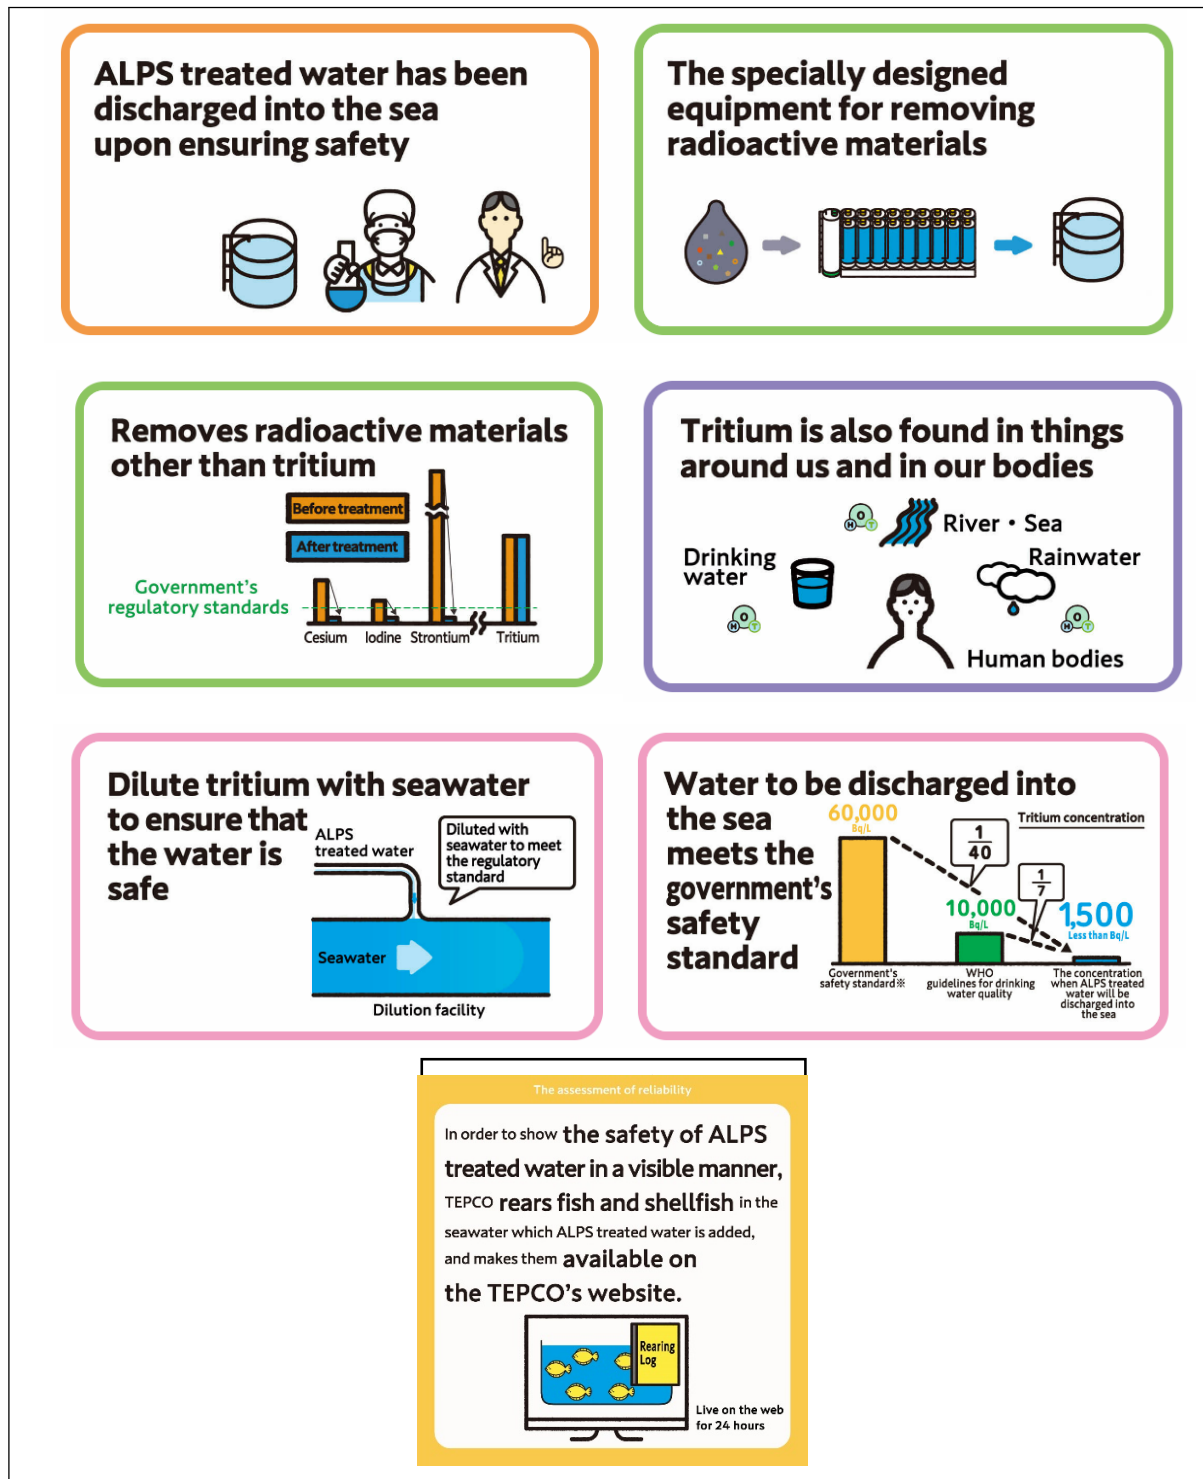 ALPS treated water has been
discharged into the sea
upon ensuring safety
The specially designed
equipment for removing
radioactive materials
Removes radioactive materials
other than tritium
Before treatment
After treatment
Government's
regulatory standards
Cesium Iodine Strontium Tritium
Tritium is also found in things
around us and in our bodies
O
H T
River・Sea
Drinking
water
Rainwater
O
H T
O
H T
Human bodies
Dilute tritium with seawater
to ensure that
the water is
safe
ALPS
treated water
Diluted with
seawater to meet
the regulatory
standard
Seawater
Dilution facility
Water to be discharged into
the sea
meets the
government's
safety
standard
60,000
Bq/L
Tritium concentration
1
40
1
7
10,000
Bq/L
1,500
Less than Bq/L
Government's
safety standard※
WHO
guidelines for drinking
water quality
The concentration
when ALPS treated
water will be
discharged into
the sea
The assessment of reliability
In order to show the safety of ALPS
treated water in a visible manner,
TEPCO rears fish and shellfish in the
seawater which ALPS treated water is added,
and makes them available on
the TEPCO's website.
Rearing
Log
Live on the web
for 24 hours